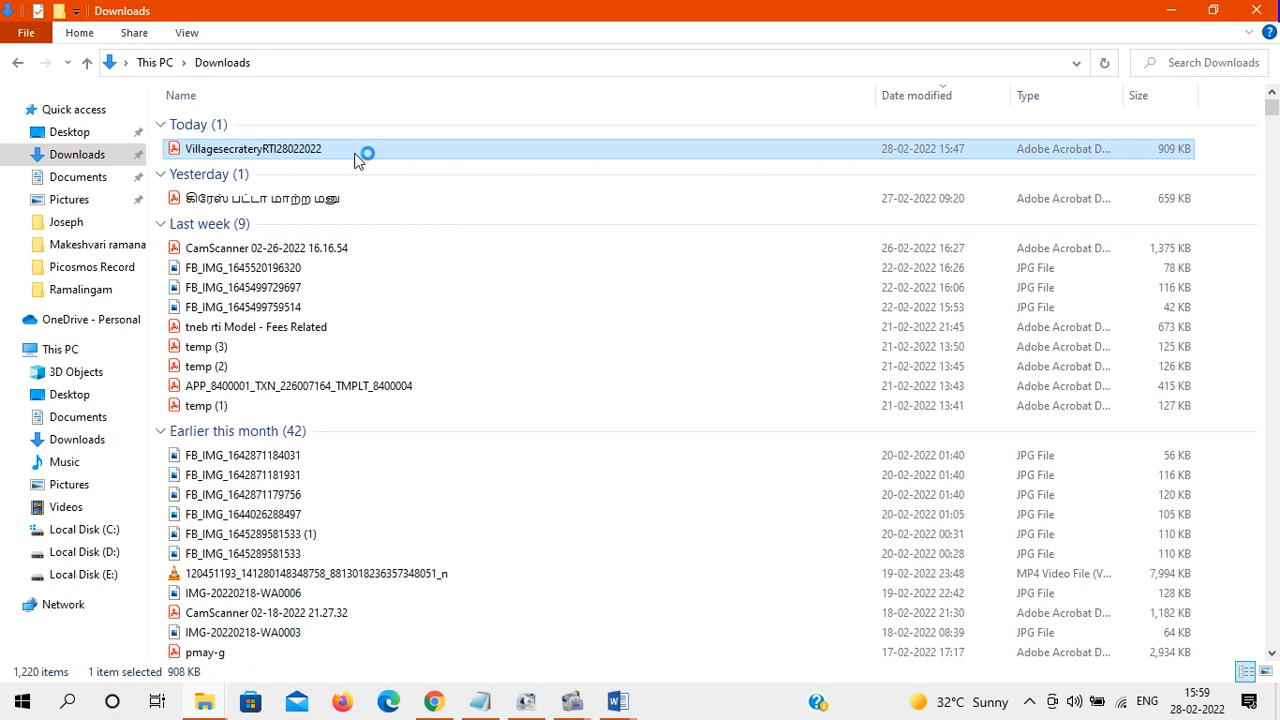 Downloads
File Home Share View
This PC Downloads Search Downloads
Name Date modified Type Size
Quick access
Desktop
Downloads
Documents
Pictures
Joseph
Makeshvari ramana
Picosmos Record
Ramalingam
OneDrive - Personal
This PC
3D Objects
Desktop
Documents
Downloads
Music
Pictures
Videos
Local Disk (C:)
Local Disk (D:)
Local Disk (E:)
Network
Today (1)
VillagesecrateryRTI28022022 28-02-2022 15:47 Adobe Acrobat D... 909 KB
Yesterday (1)
கிரேஸ் பட்டா மாற்ற மனு 27-02-2022 09:20 Adobe Acrobat D... 659 KB
Last week (9)
CamScanner 02-26-2022 16.16.54 26-02-2022 16:27 Adobe Acrobat D... 1,375 KB
FB_IMG_1645520196320 22-02-2022 16:26 JPG File 78 KB
FB_IMG_1645499729697 22-02-2022 16:06 JPG File 116 KB
FB_IMG_1645499759514 22-02-2022 15:53 JPG File 42 KB
tneb rti Model - Fees Related 21-02-2022 21:45 Adobe Acrobat D... 673 KB
temp (3) 21-02-2022 13:50 Adobe Acrobat D... 125 KB
temp (2) 21-02-2022 13:45 Adobe Acrobat D... 126 KB
APP_8400001_TXN_226007164_TMPLT_8400004 21-02-2022 13:43 Adobe Acrobat D... 415 KB
temp (1) 21-02-2022 13:41 Adobe Acrobat D... 127 KB
Earlier this month (42)
FB_IMG_1642871184031 20-02-2022 01:40 JPG File 56 KB
FB_IMG_1642871181931 20-02-2022 01:40 JPG File 116 KB
FB_IMG_1642871179756 20-02-2022 01:40 JPG File 120 KB
FB_IMG_1644026288497 20-02-2022 01:05 JPG File 105 KB
FB_IMG_1645289581533 (1) 20-02-2022 00:31 JPG File 110 KB
FB_IMG_1645289581533 20-02-2022 00:28 JPG File 110 KB
120451193_141280148348758_8813018236357348051_n 19-02-2022 23:48 MP4 Video File (V... 7,994 KB
IMG-20220218-WA0006 19-02-2022 22:42 JPG File 128 KB
CamScanner 02-18-2022 21.27.32 18-02-2022 21:30 Adobe Acrobat D... 1,182 KB
IMG-20220218-WA0003 18-02-2022 08:39 JPG File 64 KB
pmay-g 17-02-2022 17:17 Adobe Acrobat D... 2,934 KB
1,220 items 1 item selected 908 KB
32°C Sunny ENG 15:59
28-02-2022